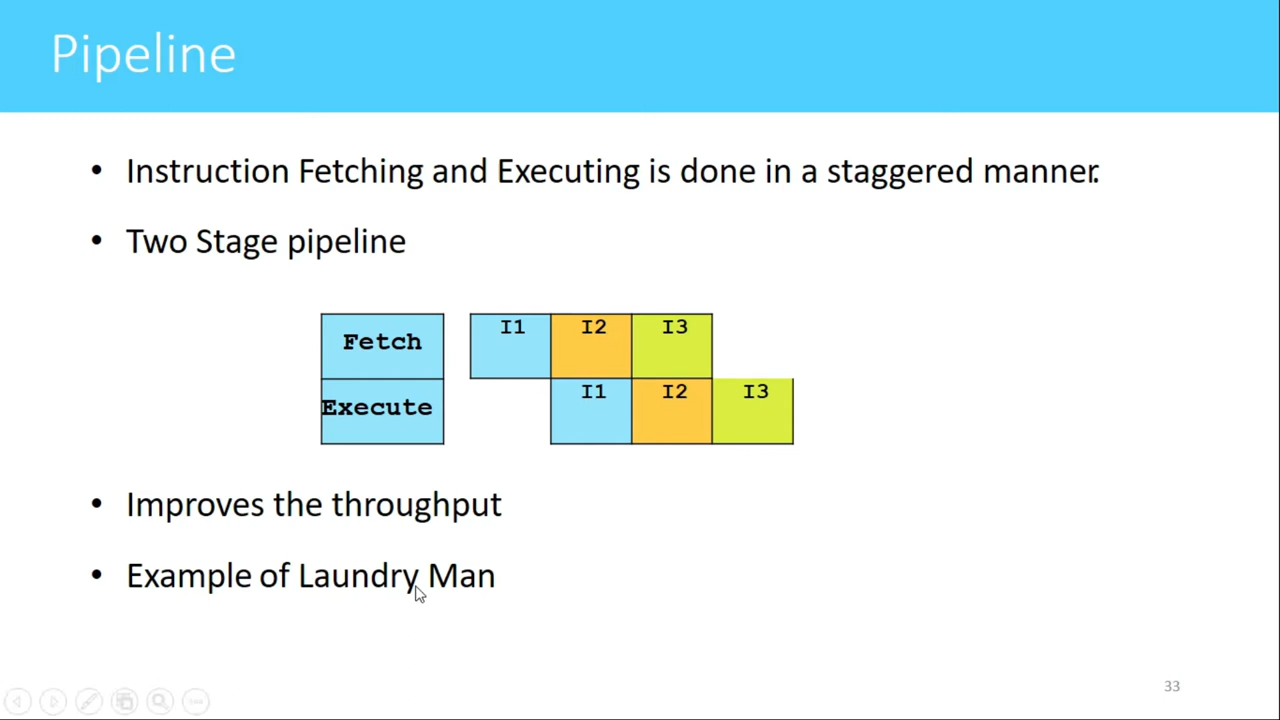 Pipeline
• Instruction Fetching and Executing is done in a staggered manner.
• Two Stage pipeline
Fetch I1 I2 I3
Execute I1 I2 I3
• Improves the throughput
• Example of Laundry Man
33